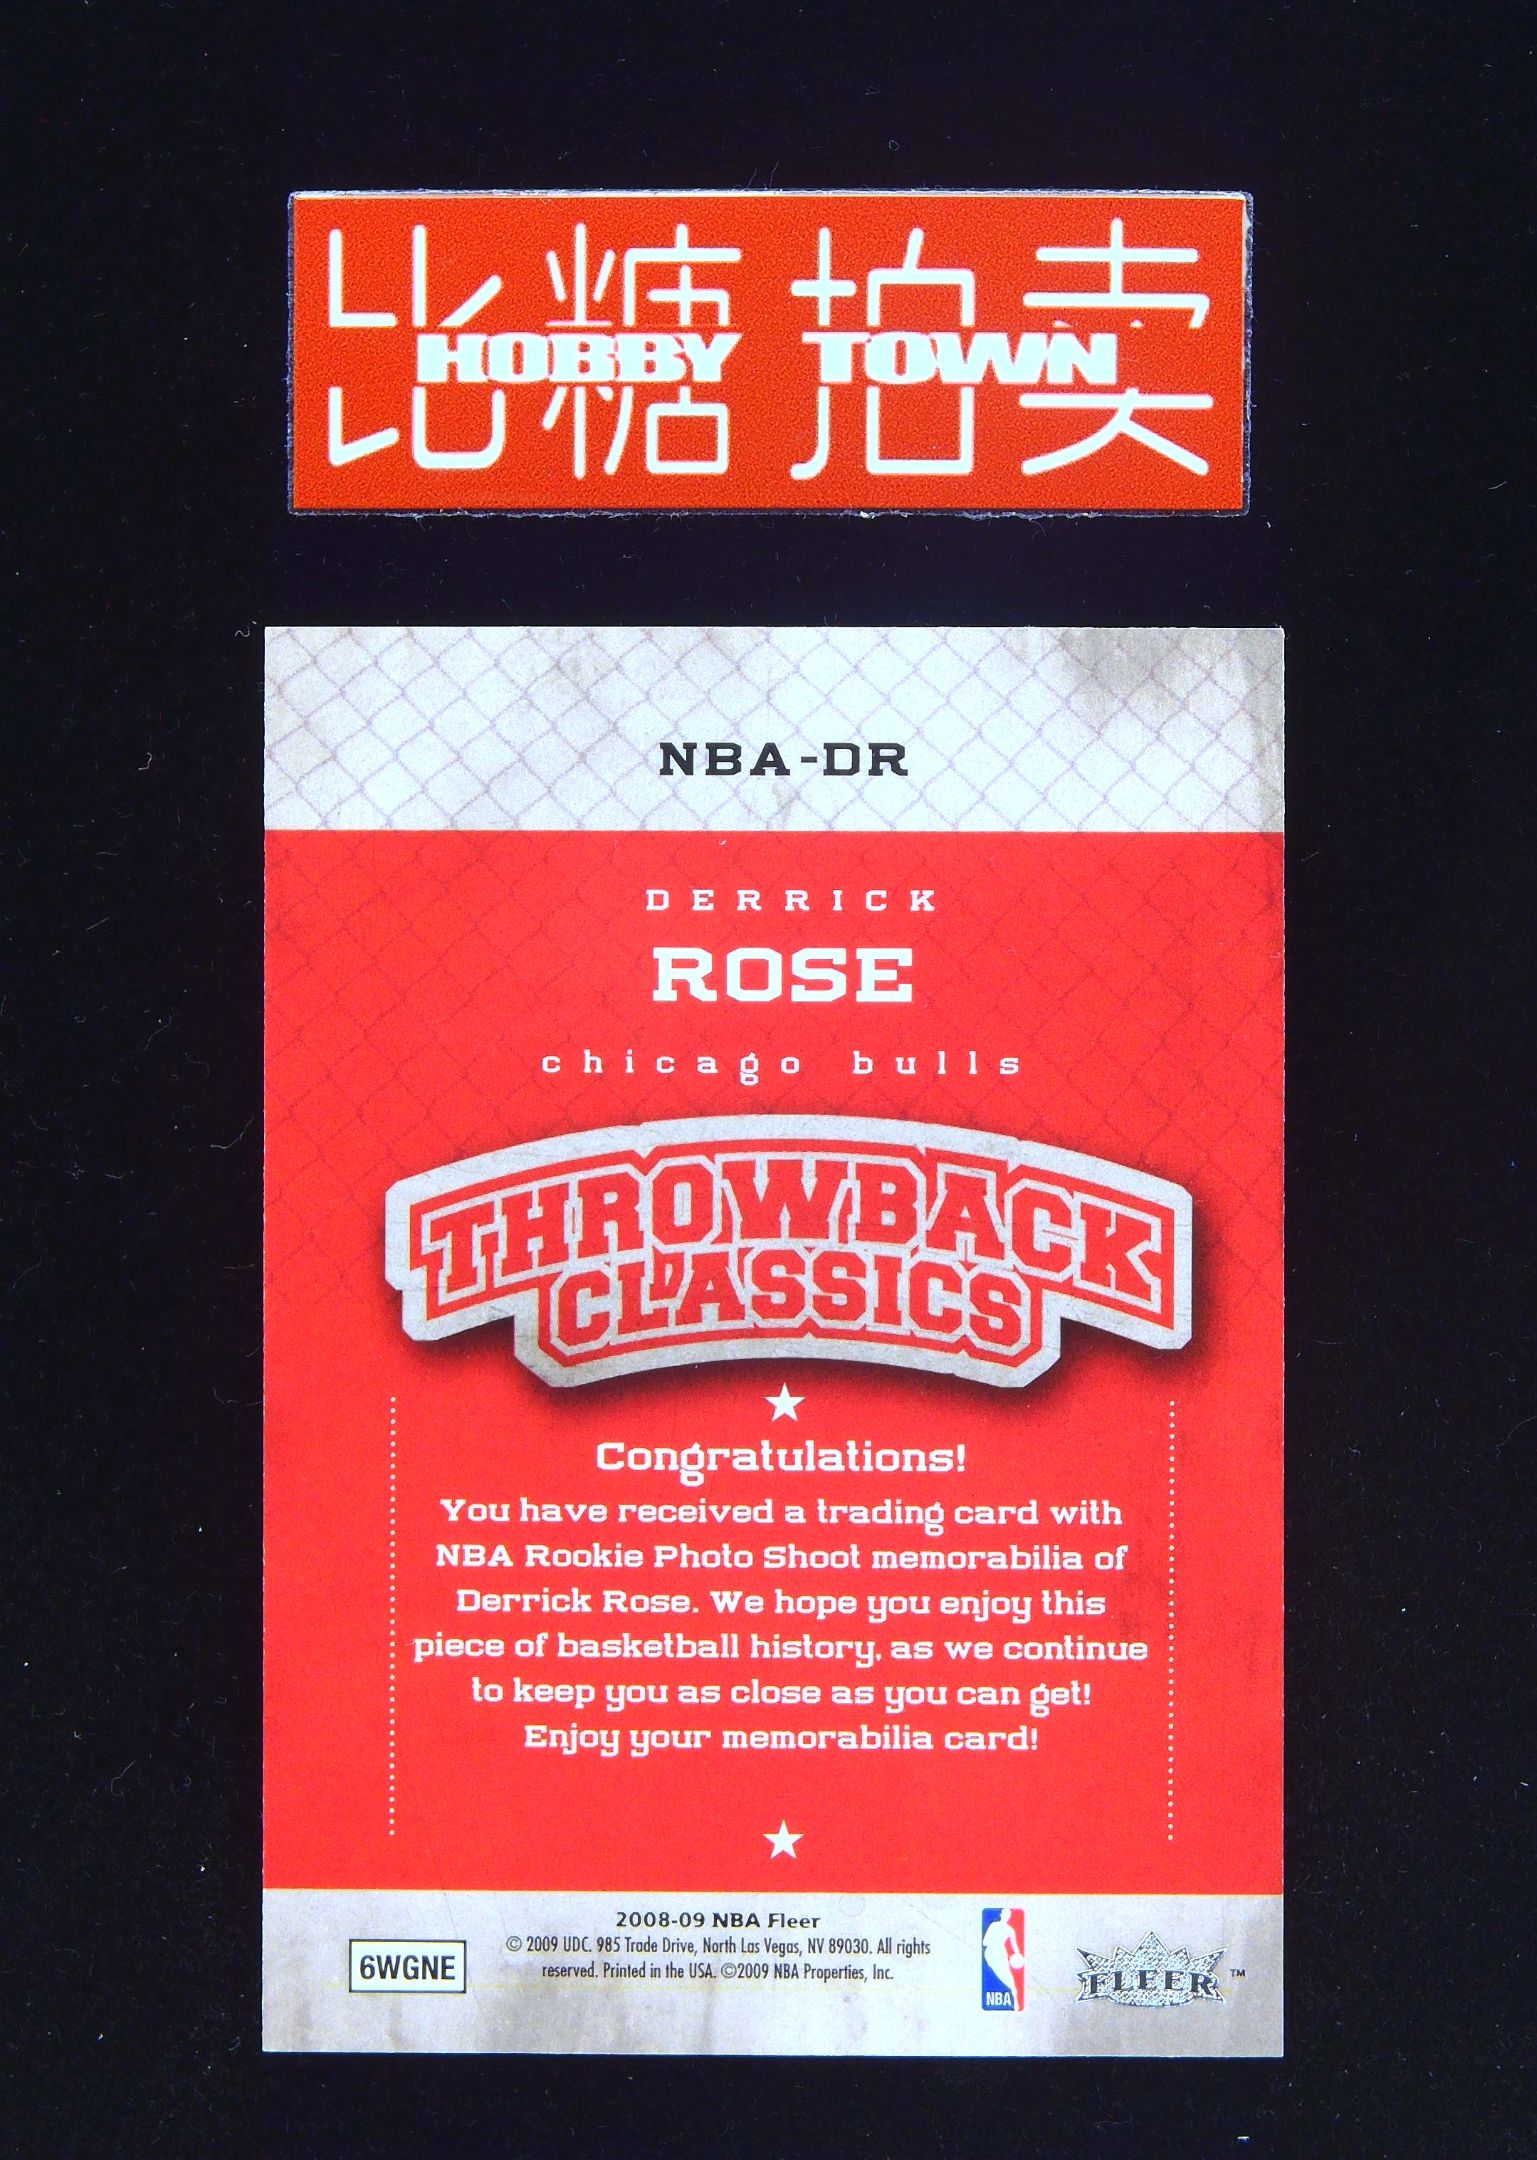 比糖拍卖
HOBBY TOWN
NBA-DR
DERRICK
ROSE
chicago bulls
THROWBACK
CLASSICS
Congratulations!
You have received a trading card with
NBA Rookie Photo Shoot memorabilia of
Derrick Rose. We hope you enjoy this
piece of basketball history, as we continue
to keep you as close as you can get!
Enjoy your memorabilia card!
2008-09 NBA Fleer
© 2009 UDC. 985 Trade Drive, North Las Vegas, NV 89030. All rights
reserved. Printed in the USA. ©2009 NBA Properties, Inc.
6WGNE
NBA
FLEER™